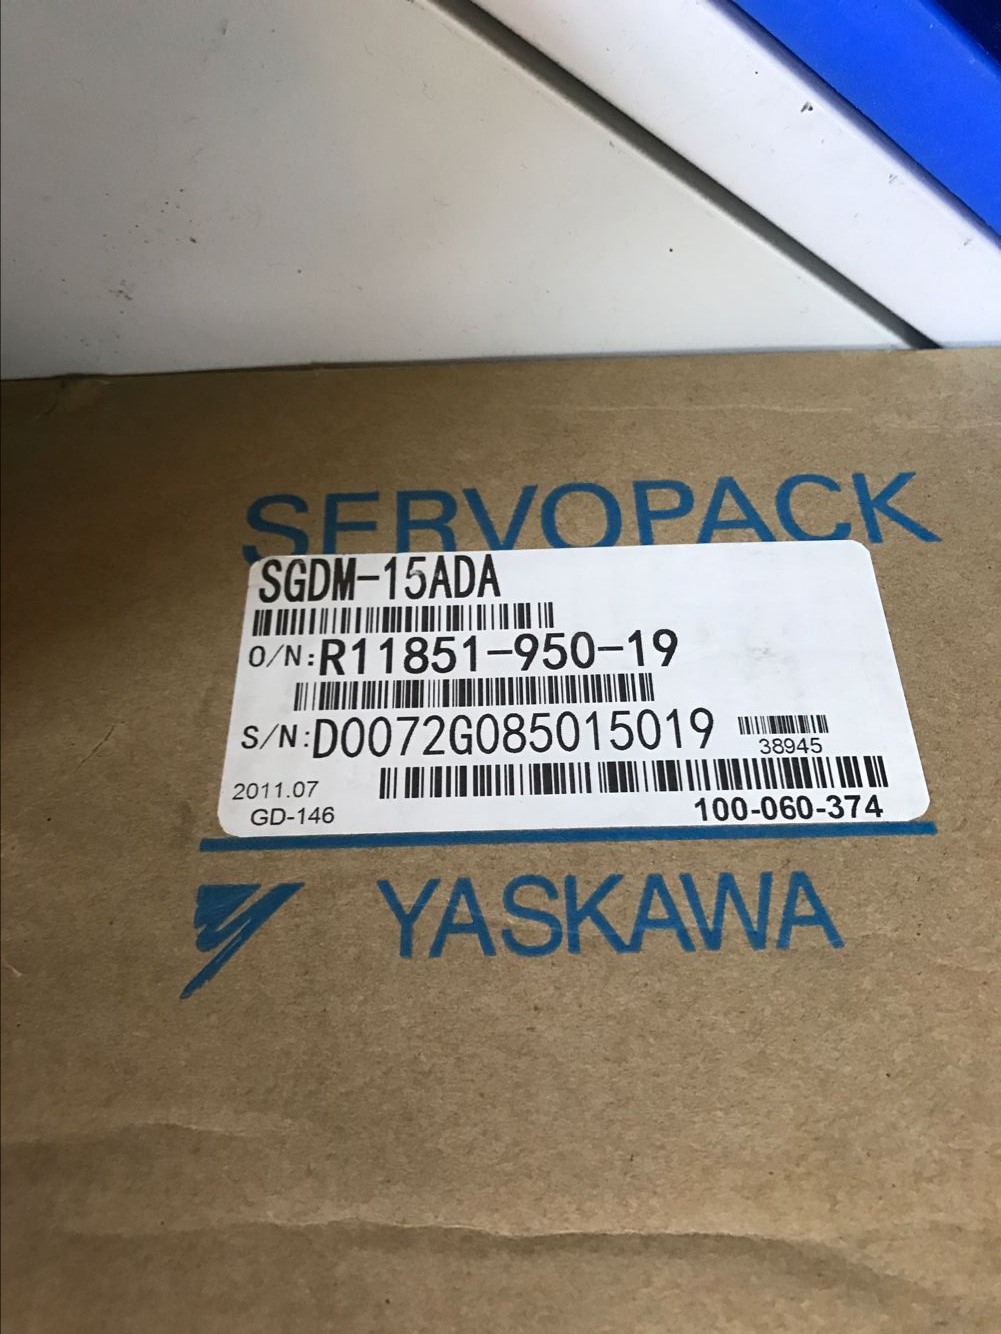 SERVOPACK
SGDM-15ADA
O/N:R11851-950-19
S/N:D0072G085015019
38945
2011.07
GD-146
100-060-374
YASKAWA